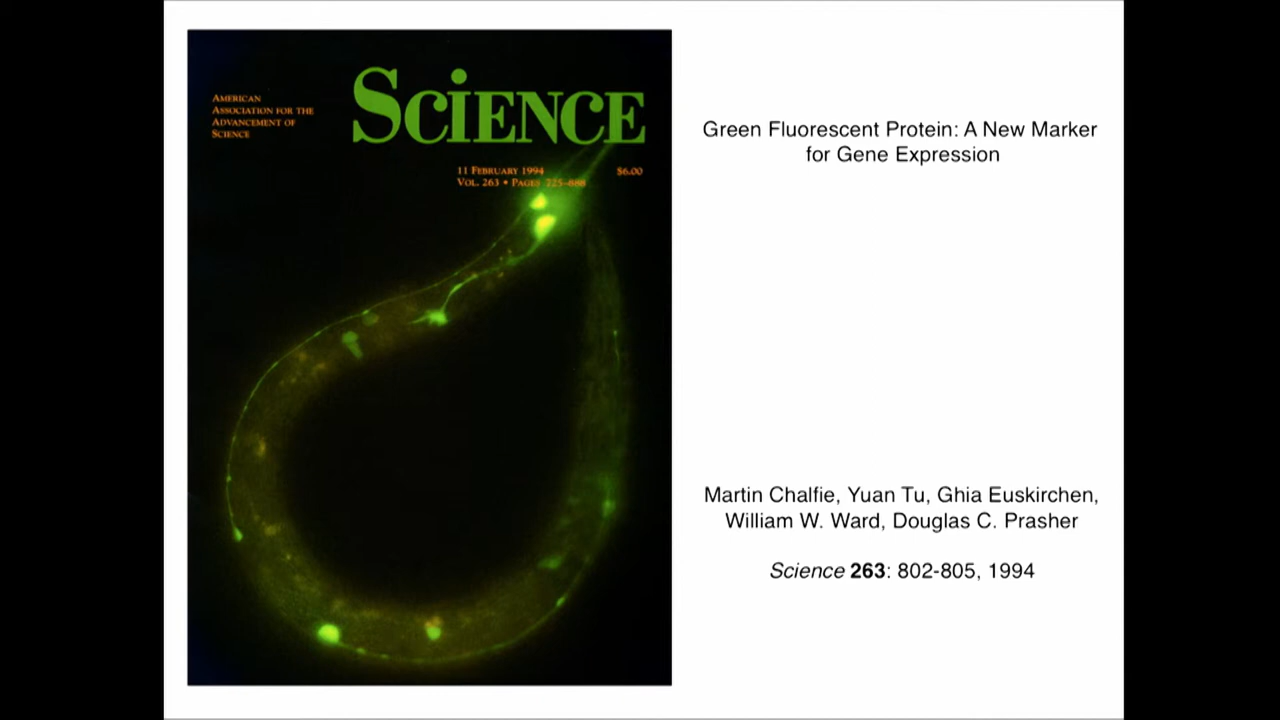 AMERICAN
ASSOCIATION FOR THE
ADVANCEMENT OF
SCIENCE
SCiENCE
11 FEBRUARY 1994
$6.00
VOL. 263 • PAGES 725–888
Green Fluorescent Protein: A New Marker
for Gene Expression
Martin Chalfie, Yuan Tu, Ghia Euskirchen,
William W. Ward, Douglas C. Prasher
Science 263: 802-805, 1994